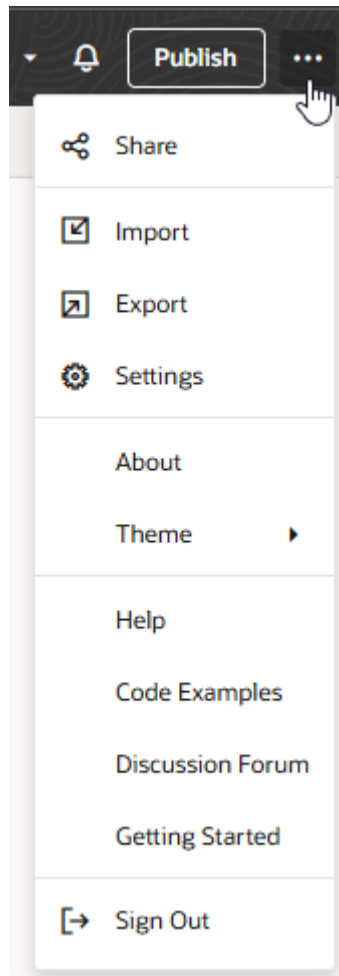 Publish
Share
Import
Export
Settings
About
Theme
Help
Code Examples
Discussion Forum
Getting Started
Sign Out